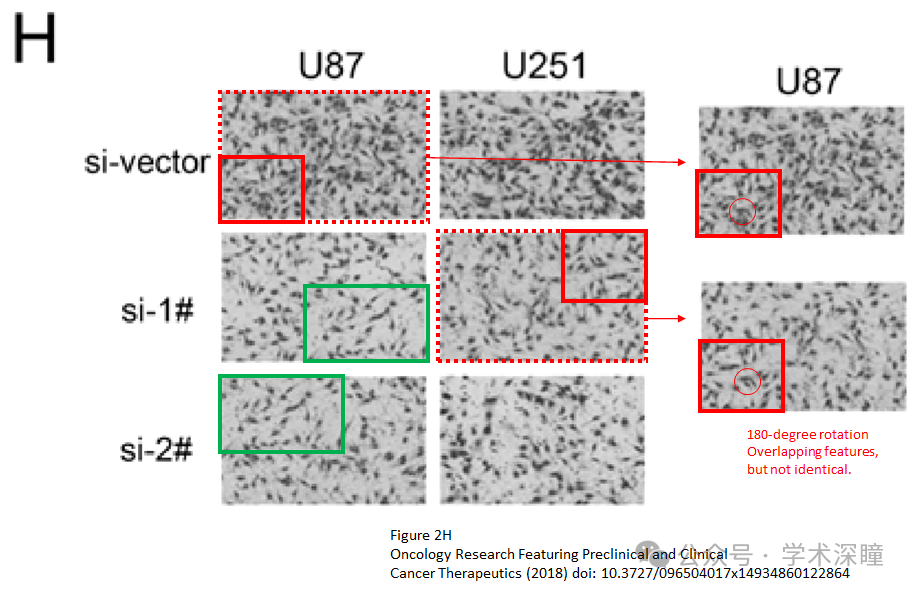 H
U87
U251
U87
si-vector
si-1#
si-2#
180-degree rotation
Overlapping features,
but not identical.
Figure 2H
Oncology Research Featuring Preclinical and Clinical
Cancer Therapeutics (2018) doi: 10.3727/096504017x14934860122864
公众号 · 学术深瞳